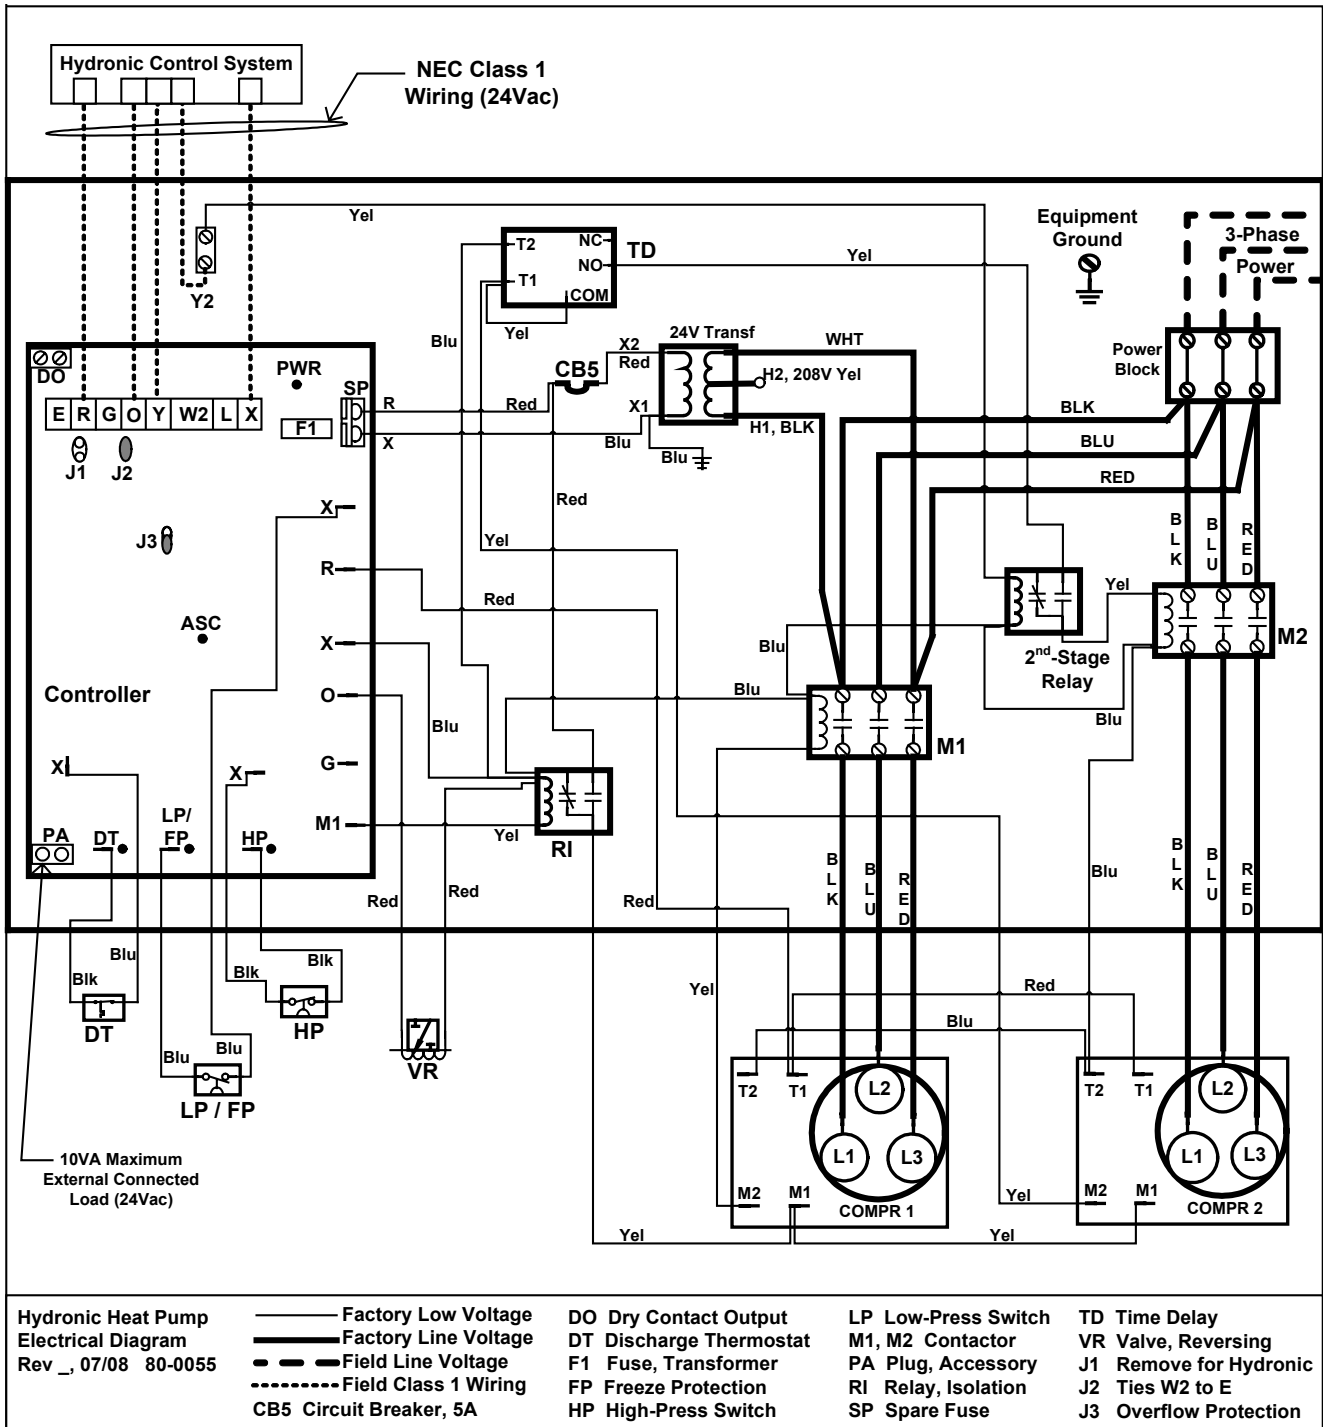 Hydronic Control System
NEC Class 1
Wiring (24Vac)
Yel
Y2
T2
NC
TD
NO
T1
COM
Yel
Yel
Equipment
Ground
3-Phase
Power
Power
Block
Blu
24V Transf
X2
Red
WHT
CB5
H2, 208V Yel
X1
H1, BLK
BLK
BLU
RED
DO
PWR
SP
E R G O Y W2 L X
F1
R
Red
X
Blu
Blu
J1
J2
J3
X
Red
Yel
R
Red
ASC
X
Controller
O
Blu
G
X
X
M1
Yel
RI
PA
DT
LP/
FP
HP
BLK
BLU
RED
Yel
M2
2nd-Stage
Relay
Blu
Blu
Blu
M1
BLK
BLU
RED
BLK
BLU
RED
Blu
Red
Red
Red
Blu
Blk
DT
Blk
Blk
HP
Blu
Blu
LP / FP
VR
Yel
Red
Blu
T2
T1
L2
L1
L3
M2
M1
COMPR 1
T2
T1
L2
L1
L3
M2
M1
COMPR 2
Yel
Yel
Yel
10VA Maximum
External Connected
Load (24Vac)
Hydronic Heat Pump
Electrical Diagram
Rev _, 07/08 80-0055
Factory Low Voltage
Factory Line Voltage
Field Line Voltage
Field Class 1 Wiring
CB5 Circuit Breaker, 5A
DO Dry Contact Output
DT Discharge Thermostat
F1 Fuse, Transformer
FP Freeze Protection
HP High-Press Switch
LP Low-Press Switch
M1, M2 Contactor
PA Plug, Accessory
RI Relay, Isolation
SP Spare Fuse
TD Time Delay
VR Valve, Reversing
J1 Remove for Hydronic
J2 Ties W2 to E
J3 Overflow Protection